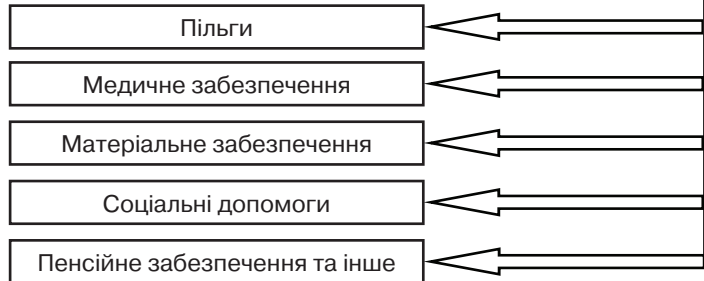 Пільги
Медичне забезпечення
Матеріальне забезпечення
Соціальні допомоги
Пенсійне забезпечення та інше